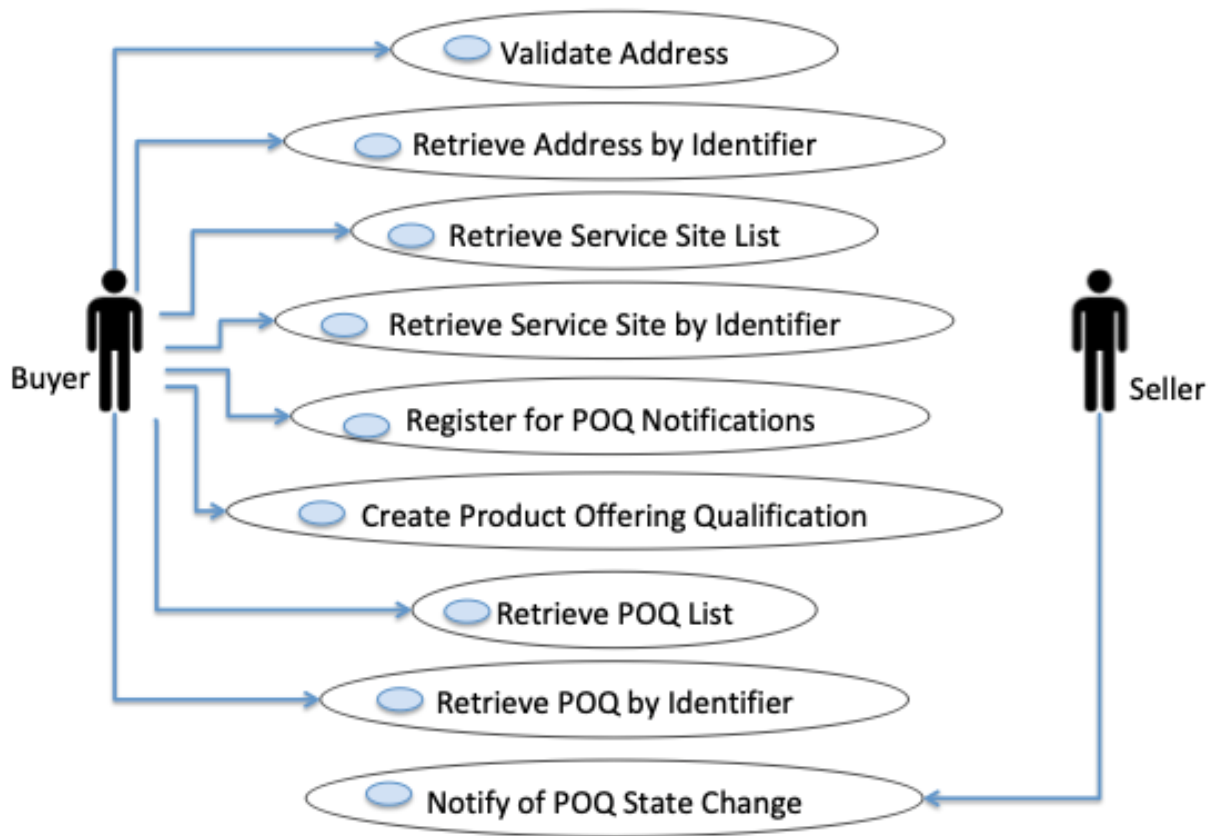 Validate Address
Retrieve Address by Identifier
Retrieve Service Site List
Retrieve Service Site by Identifier
Buyer
Seller
Register for POQ Notifications
Create Product Offering Qualification
Retrieve POQ List
Retrieve POQ by Identifier
Notify of POQ State Change